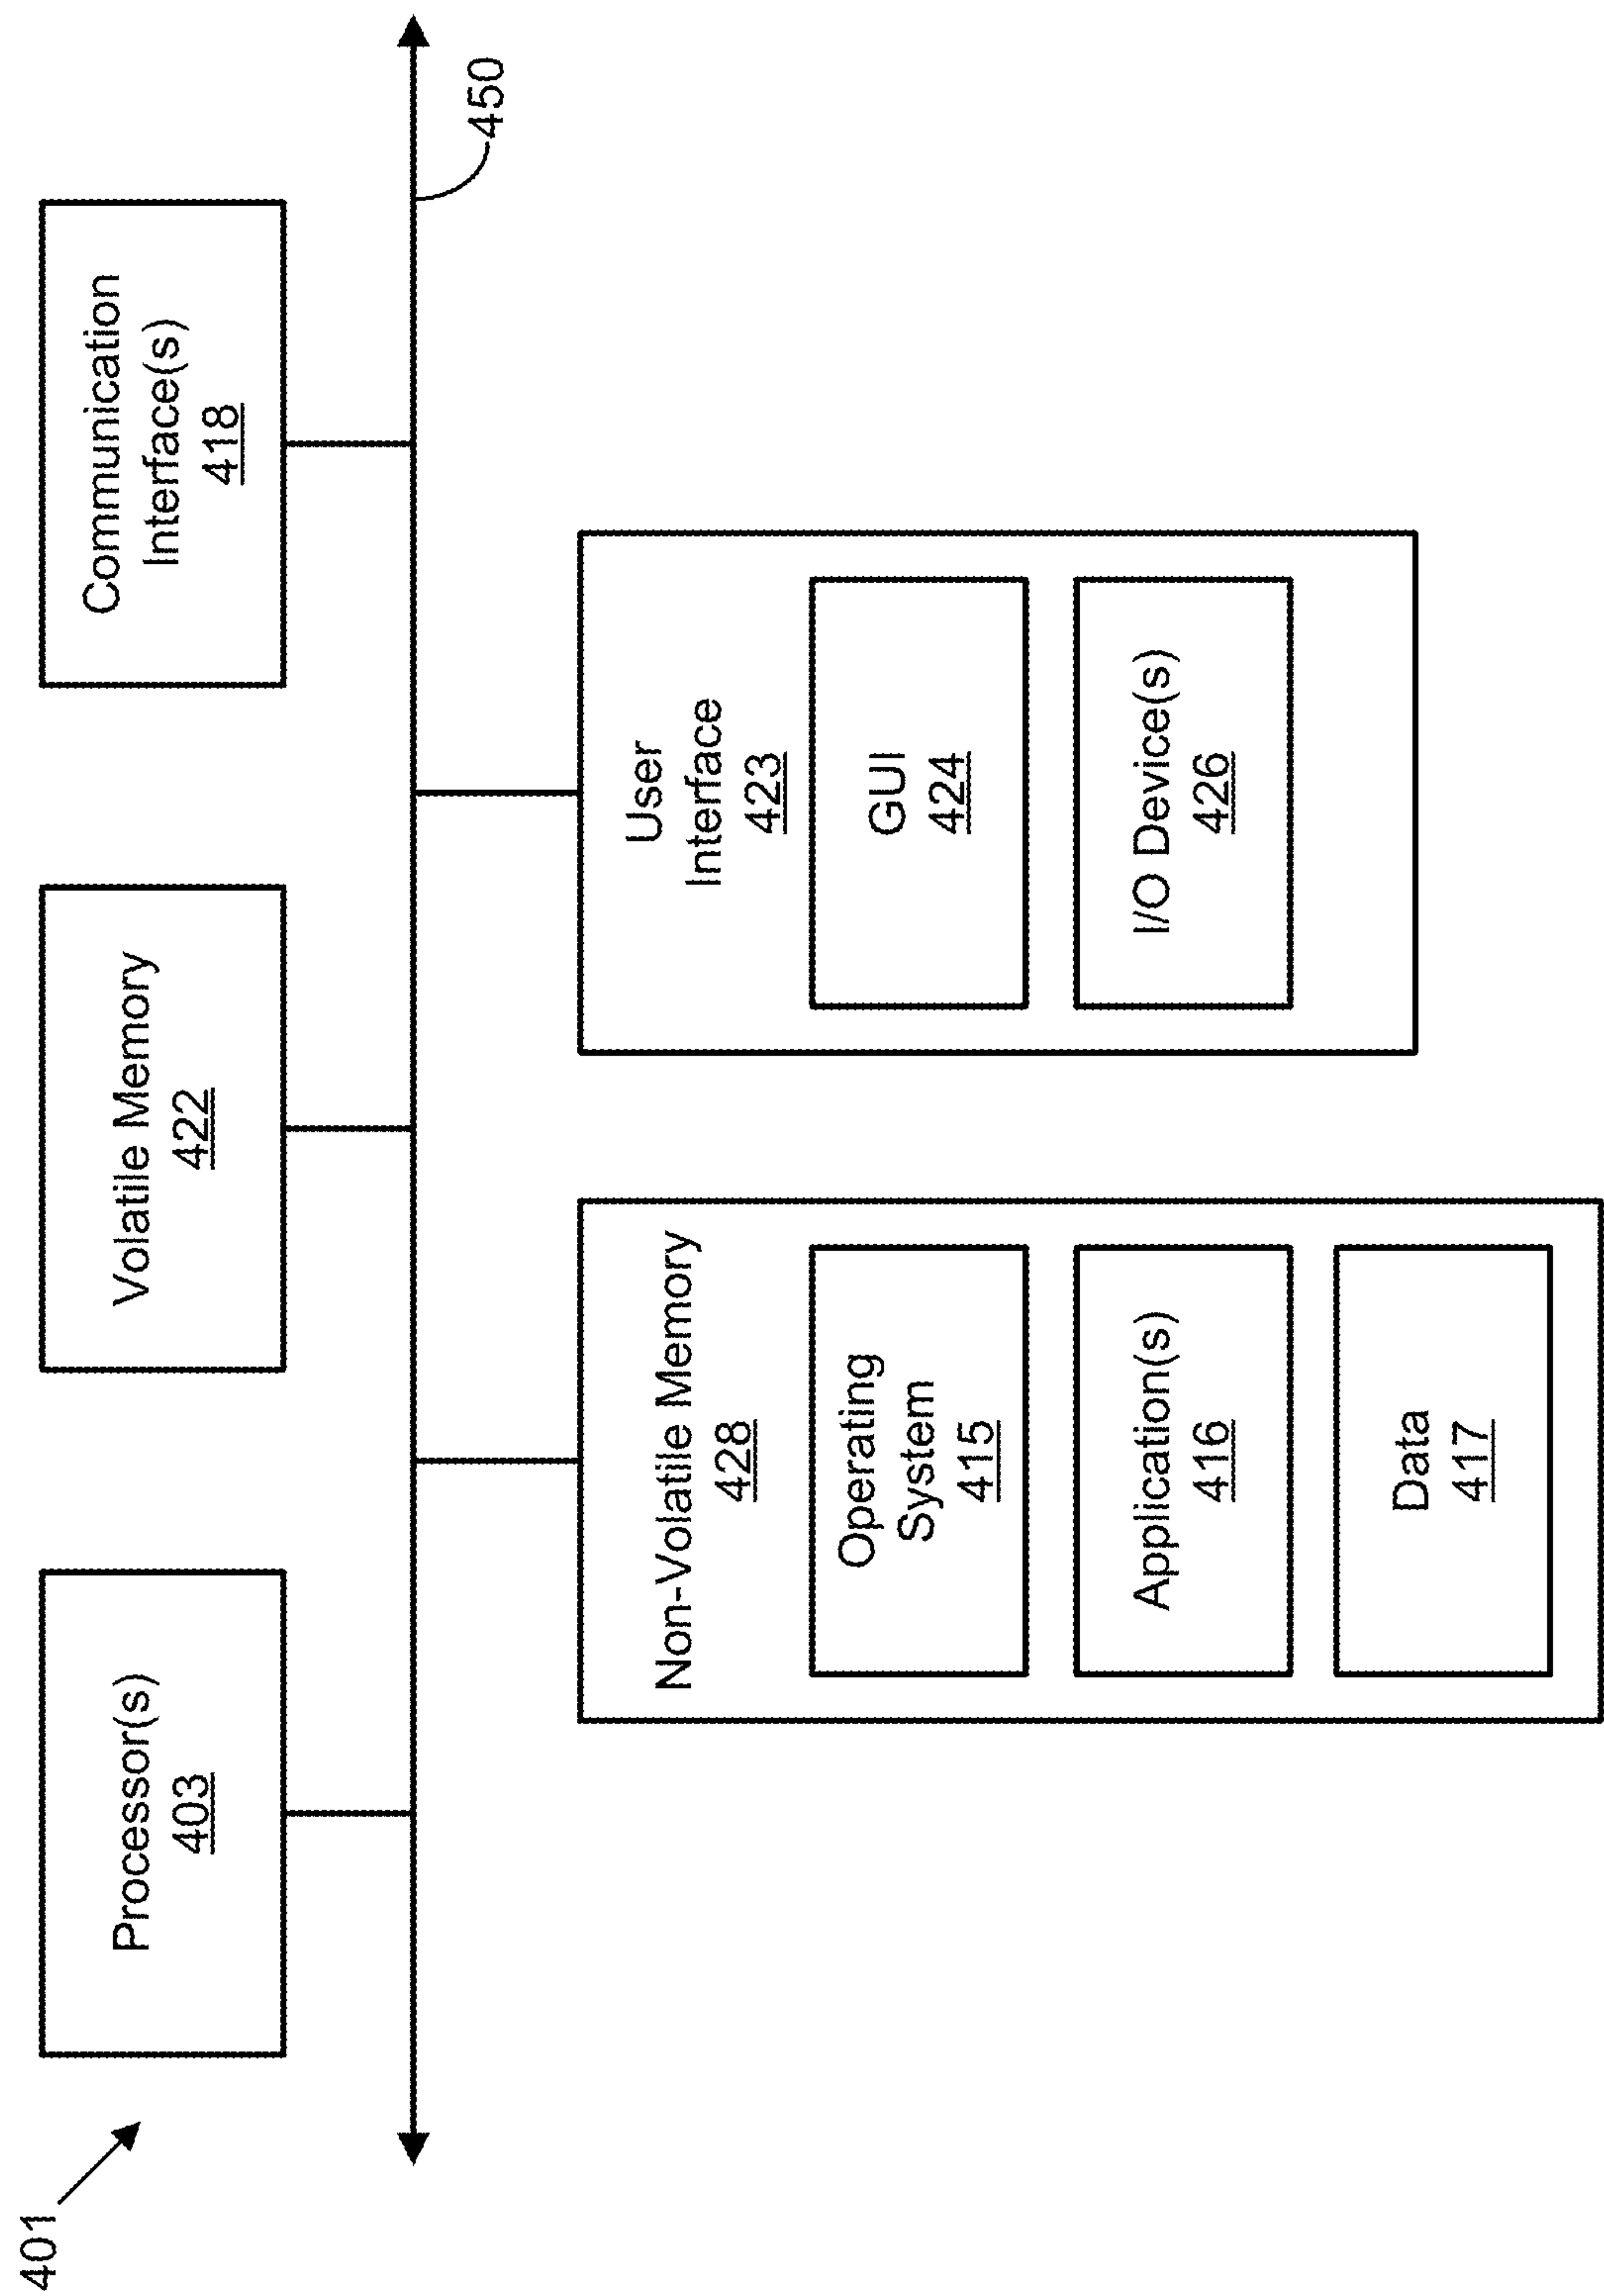 401
Processor(s)
403
Volatile Memory
422
Communication
Interface(s)
418
450
Non-Volatile Memory
428
Operating
System
415
Application(s)
416
Data
417
User
Interface
423
GUI
424
I/O Device(s)
426